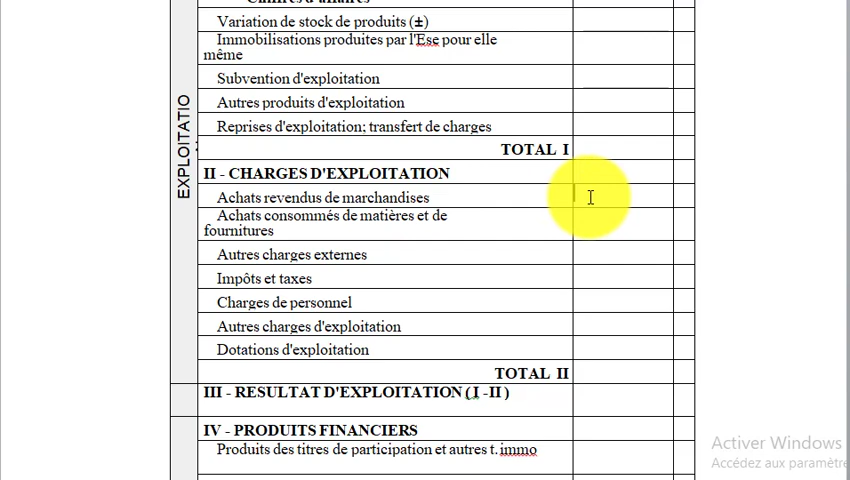 Variation de stock de produits (±)
Immobilisations produites par l'Ese pour elle
même
Subvention d'exploitation
Autres produits d'exploitation
Reprises d'exploitation; transfert de charges
TOTAL I
EXPLOITATIO
II - CHARGES D'EXPLOITATION
Achats revendus de marchandises
Achats consommés de matières et de
fournitures
Autres charges externes
Impôts et taxes
Charges de personnel
Autres charges d'exploitation
Dotations d'exploitation
TOTAL II
III - RESULTAT D'EXPLOITATION ( I -II )
IV - PRODUITS FINANCIERS
Produits des titres de participation et autres t. immo
Activer Windows
Accédez aux paramètre